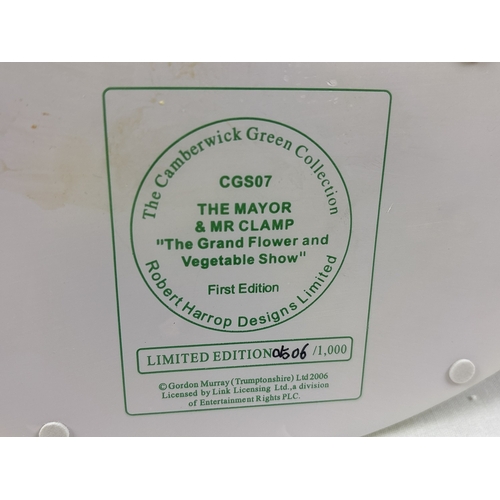 The Camberwick Green Collection
CGS07
THE MAYOR
& MR CLAMP
"The Grand Flower and
Vegetable Show"
First Edition
Robert Harrop Designs Limited
LIMITED EDITION 0506 /1,000
© Gordon Murray (Trumptonshire) Ltd 2006
Licensed by Link Licensing Ltd.,a division
of Entertainment Rights PLC.